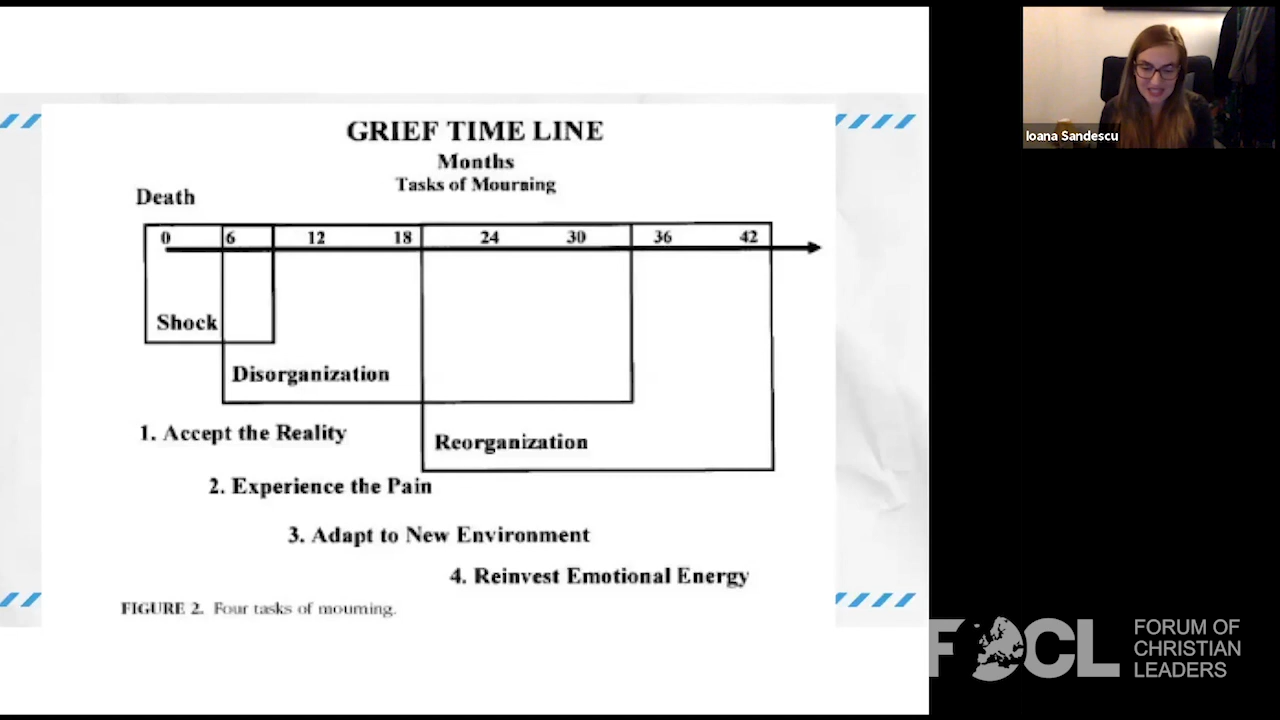 GRIEF TIME LINE
Months
Tasks of Mourning
Death
0 6 12 18 24 30 36 42
Shock
Disorganization
Reorganization
1. Accept the Reality
2. Experience the Pain
3. Adapt to New Environment
4. Reinvest Emotional Energy
FIGURE 2. Four tasks of mourning.
Ioana Sandescu
FOCL
FORUM OF
CHRISTIAN
LEADERS